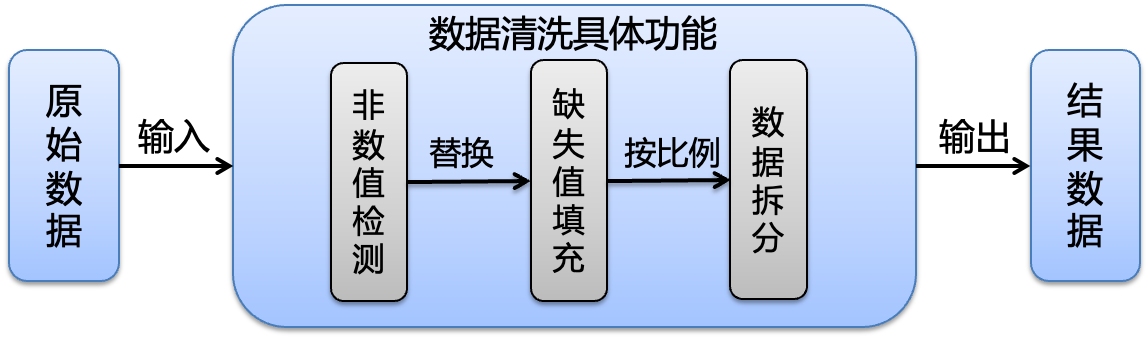 数据清洗具体功能
原始数据
输入
非数值检测
替换
缺失值填充
按比例
数据拆分
输出
结果数据